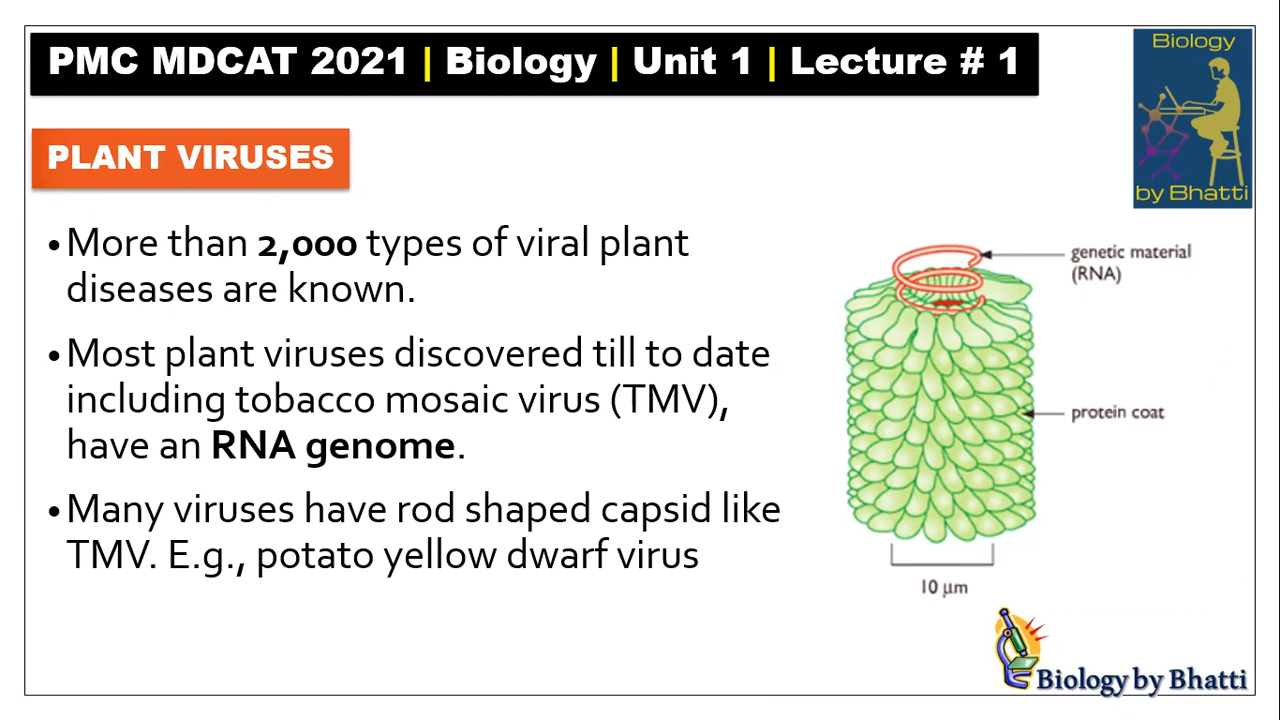 PMC MDCAT 2021 | Biology | Unit 1 | Lecture # 1
Biology
by Bhatti
PLANT VIRUSES
•More than 2,000 types of viral plant
diseases are known.
•Most plant viruses discovered till to date
including tobacco mosaic virus (TMV),
have an RNA genome.
•Many viruses have rod shaped capsid like
TMV. E.g., potato yellow dwarf virus
genetic material
(RNA)
protein coat
10 µm
Biology by Bhatti